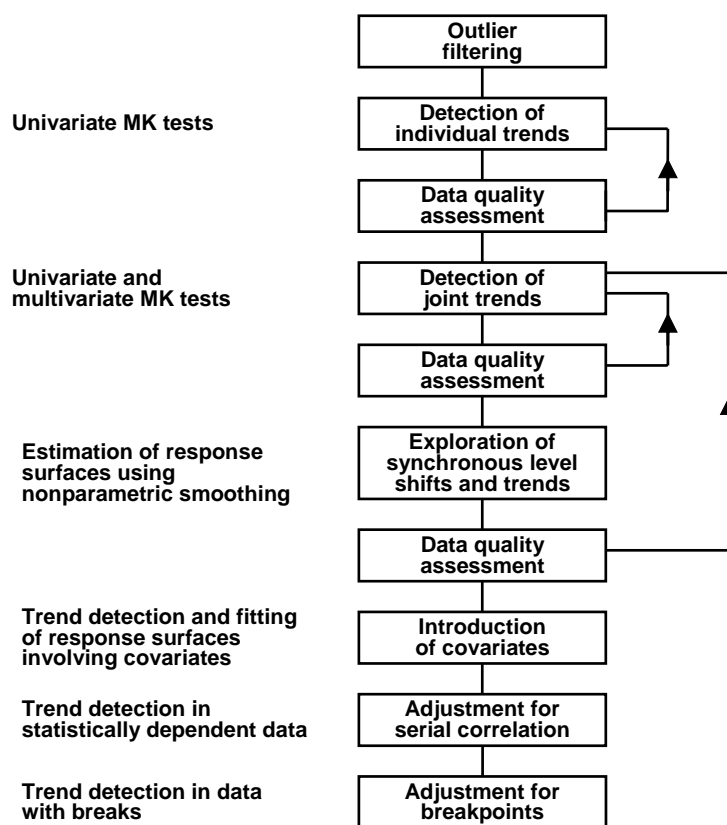 Outlier
filtering
Univariate MK tests
Detection of
individual trends
Data quality
assessment
Univariate and
multivariate MK tests
Detection of
joint trends
Data quality
assessment
Estimation of response
surfaces using
nonparametric smoothing
Exploration of
synchronous level
shifts and trends
Data quality
assessment
Trend detection and fitting
of response surfaces
involving covariates
Introduction
of covariates
Trend detection in
statistically dependent data
Adjustment for
serial correlation
Trend detection in data
with breaks
Adjustment for
breakpoints